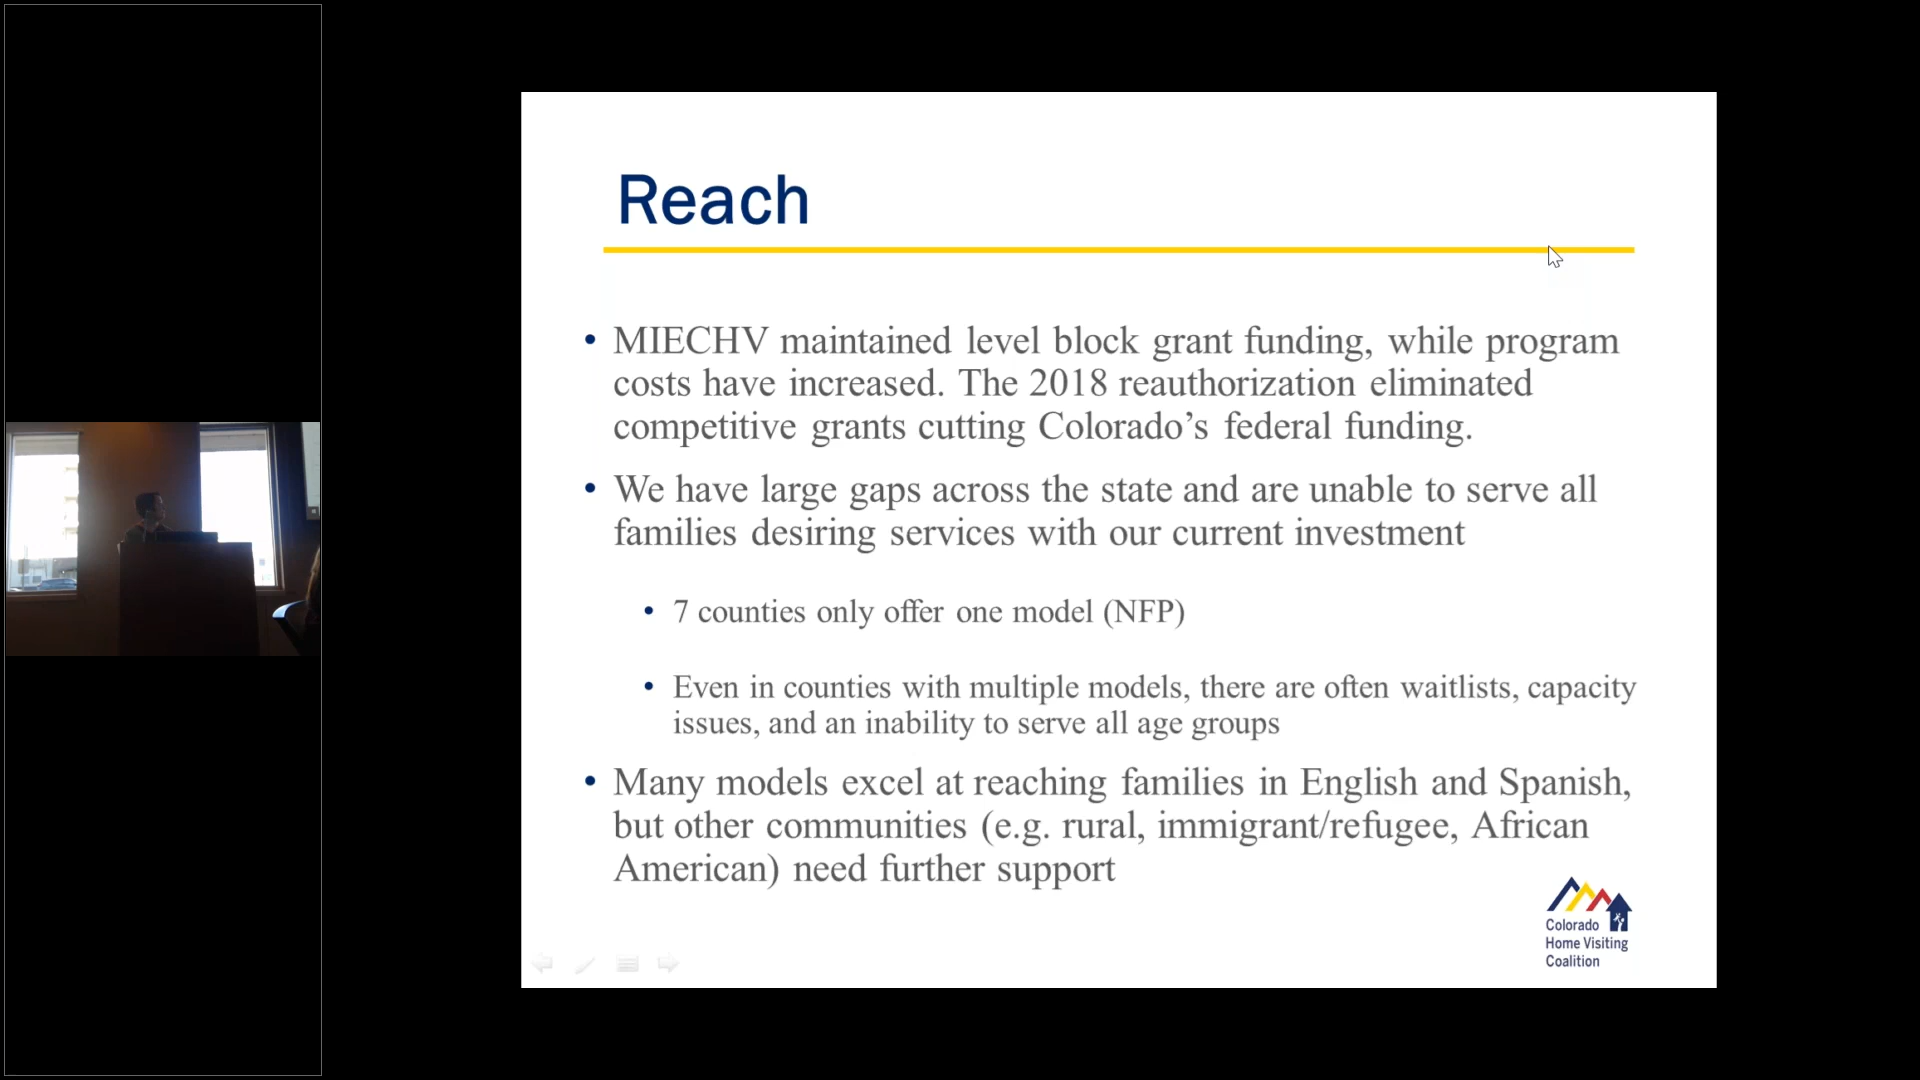 Reach
• MIECHV maintained level block grant funding, while program
costs have increased. The 2018 reauthorization eliminated
competitive grants cutting Colorado’s federal funding.
• We have large gaps across the state and are unable to serve all
families desiring services with our current investment
• 7 counties only offer one model (NFP)
• Even in counties with multiple models, there are often waitlists, capacity
issues, and an inability to serve all age groups
• Many models excel at reaching families in English and Spanish,
but other communities (e.g. rural, immigrant/refugee, African
American) need further support
Colorado
Home Visiting
Coalition